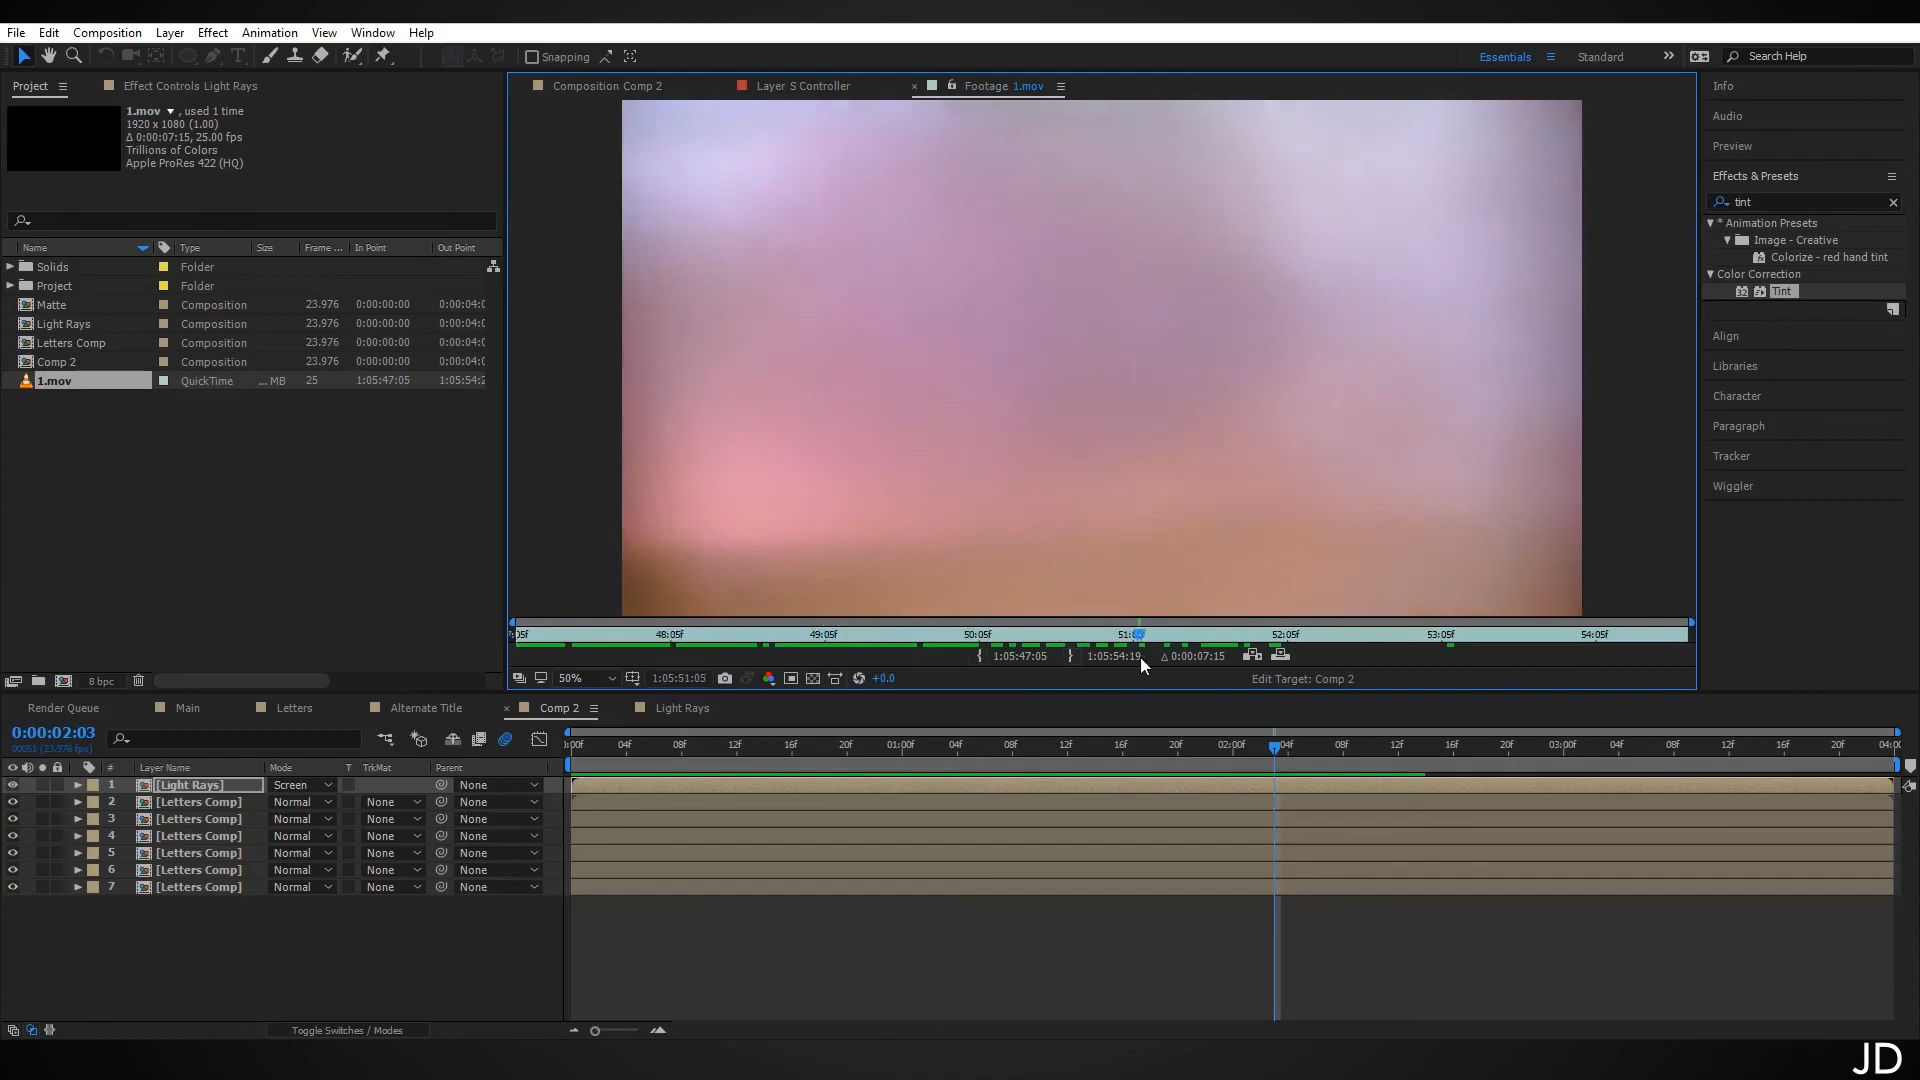 File Edit Composition Layer Effect Animation View Window Help
Snapping
Essentials Standard Search Help
Project Effect Controls Light Rays
1.mov , used 1 time
1920 x 1080 (1.00)
Δ 0:00:07:15, 25.00 fps
Trillions of Colors
Apple ProRes 422 (HQ)
Name Type Size Frame ... In Point Out Point
Solids Folder
Project Folder
Matte Composition 23.976 0:00:00:00 0:00:04:0
Light Rays Composition 23.976 0:00:00:00 0:00:04:0
Letters Comp Composition 23.976 0:00:00:00 0:00:04:0
Comp 2 Composition 23.976 0:00:00:00 0:00:04:0
1.mov QuickTime ... MB 25 1:05:47:05 1:05:54:2
8 bpc
Composition Comp 2 Layer S Controller × Footage 1.mov
48:05f 49:05f 50:05f 52:05f 53:05f 54:05f
1:05:47:05 1:05:54:19 Δ 0:00:07:15
50% 1:05:51:05 +0.0 Edit Target: Comp 2
Info
Audio
Preview
Effects & Presets
tint
* Animation Presets
Image - Creative
Colorize - red hand tint
Color Correction
32 Tint
Align
Libraries
Character
Paragraph
Tracker
Wiggler
Render Queue Main Letters Alternate Title × Comp 2 Light Rays
0:00:02:03
00051 (23.976 fps)
:00f 04f 08f 12f 16f 20f 01:00f 04f 08f 12f 16f 20f 02:00f 04f 08f 12f 16f 20f 03:00f 04f 08f 12f 16f 20f 04:00
# Layer Name Mode T TrkMat Parent
1 [Light Rays] Screen None
2 [Letters Comp] Normal None None
3 [Letters Comp] Normal None None
4 [Letters Comp] Normal None None
5 [Letters Comp] Normal None None
6 [Letters Comp] Normal None None
7 [Letters Comp] Normal None None
Toggle Switches / Modes
JD